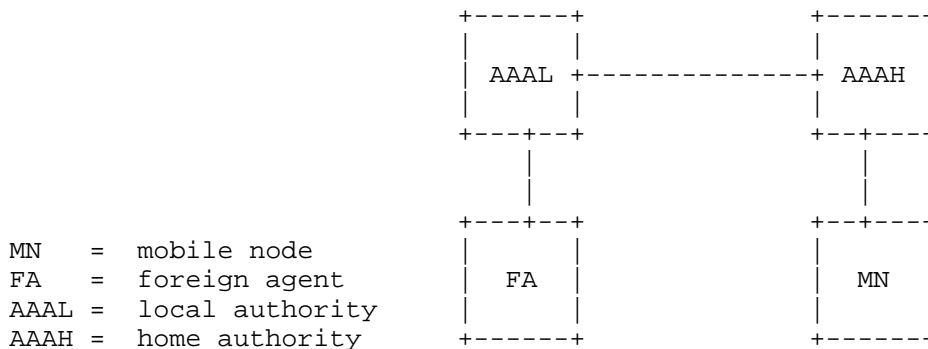 AAAL AAAH
MN = mobile node
FA = foreign agent FA MN
AAAL = local authority
AAAH = home authority